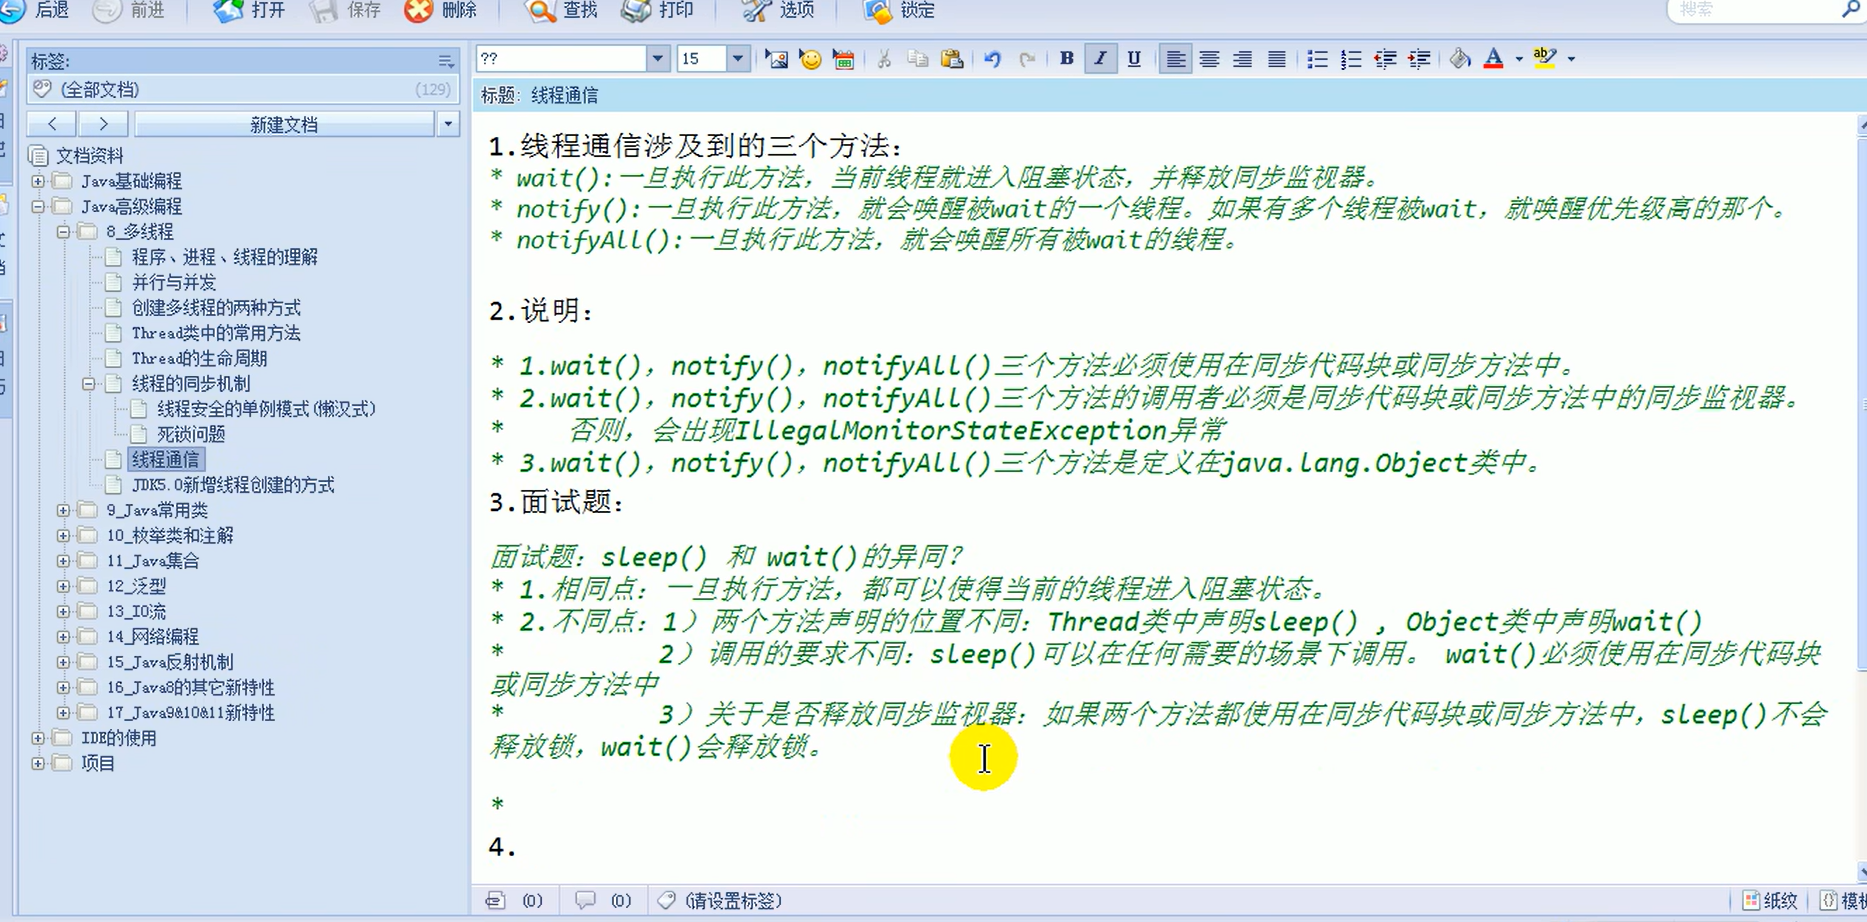 后退 前进 打开 保存 删除 查找 打印 选项 锁定 搜索
标签:
(全部文档) (129)
新建文档
文档资料
Java基础编程
Java高级编程
8_多线程
程序、进程、线程的理解
并行与并发
创建多线程的两种方式
Thread类中的常用方法
Thread的生命周期
线程的同步机制
线程安全的单例模式(懒汉式)
死锁问题
线程通信
JDK5.0新增线程创建的方式
9_Java常用类
10_枚举类和注解
11_Java集合
12_泛型
13_IO流
14_网络编程
15_Java反射机制
16_Java8的其它新特性
17_Java9&10&11新特性
IDE的使用
项目
?? 15 B I U A ab
标题: 线程通信
1.线程通信涉及到的三个方法:
* wait():一旦执行此方法，当前线程就进入阻塞状态，并释放同步监视器。
* notify():一旦执行此方法，就会唤醒被wait的一个线程。如果有多个线程被wait，就唤醒优先级高的那个。
* notifyAll():一旦执行此方法，就会唤醒所有被wait的线程。
2.说明:
* 1.wait()，notify()，notifyAll()三个方法必须使用在同步代码块或同步方法中。
* 2.wait()，notify()，notifyAll()三个方法的调用者必须是同步代码块或同步方法中的同步监视器。
* 否则，会出现IllegalMonitorStateException异常
* 3.wait()，notify()，notifyAll()三个方法是定义在java.lang.Object类中。
3.面试题:
面试题：sleep() 和 wait()的异同？
* 1.相同点：一旦执行方法，都可以使得当前的线程进入阻塞状态。
* 2.不同点：1）两个方法声明的位置不同：Thread类中声明sleep() , Object类中声明wait()
* 2）调用的要求不同：sleep()可以在任何需要的场景下调用。 wait()必须使用在同步代码块
或同步方法中
* 3）关于是否释放同步监视器：如果两个方法都使用在同步代码块或同步方法中，sleep()不会
释放锁，wait()会释放锁。
*
4.
(0) (0) (请设置标签) 纸纹